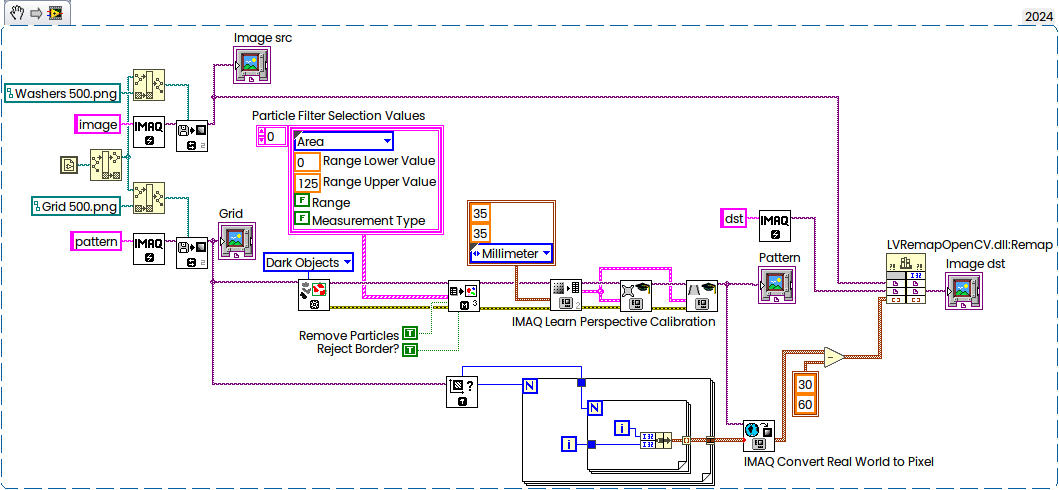 2024
Image src
Washers 500.png
image
IMAQ
Particle Filter Selection Values
0
Area
0 Range Lower Value
125 Range Upper Value
F Range
F Measurement Type
Grid 500.png
pattern
IMAQ
Grid
Dark Objects
35
35
Millimeter
dst
IMAQ
LVRemapOpenCV.dll:Remap
Pattern
Image dst
3
2
IMAQ Learn Perspective Calibration
Remove Particles T
Reject Border? T
?
N
N
i
i
30
60
IMAQ Convert Real World to Pixel